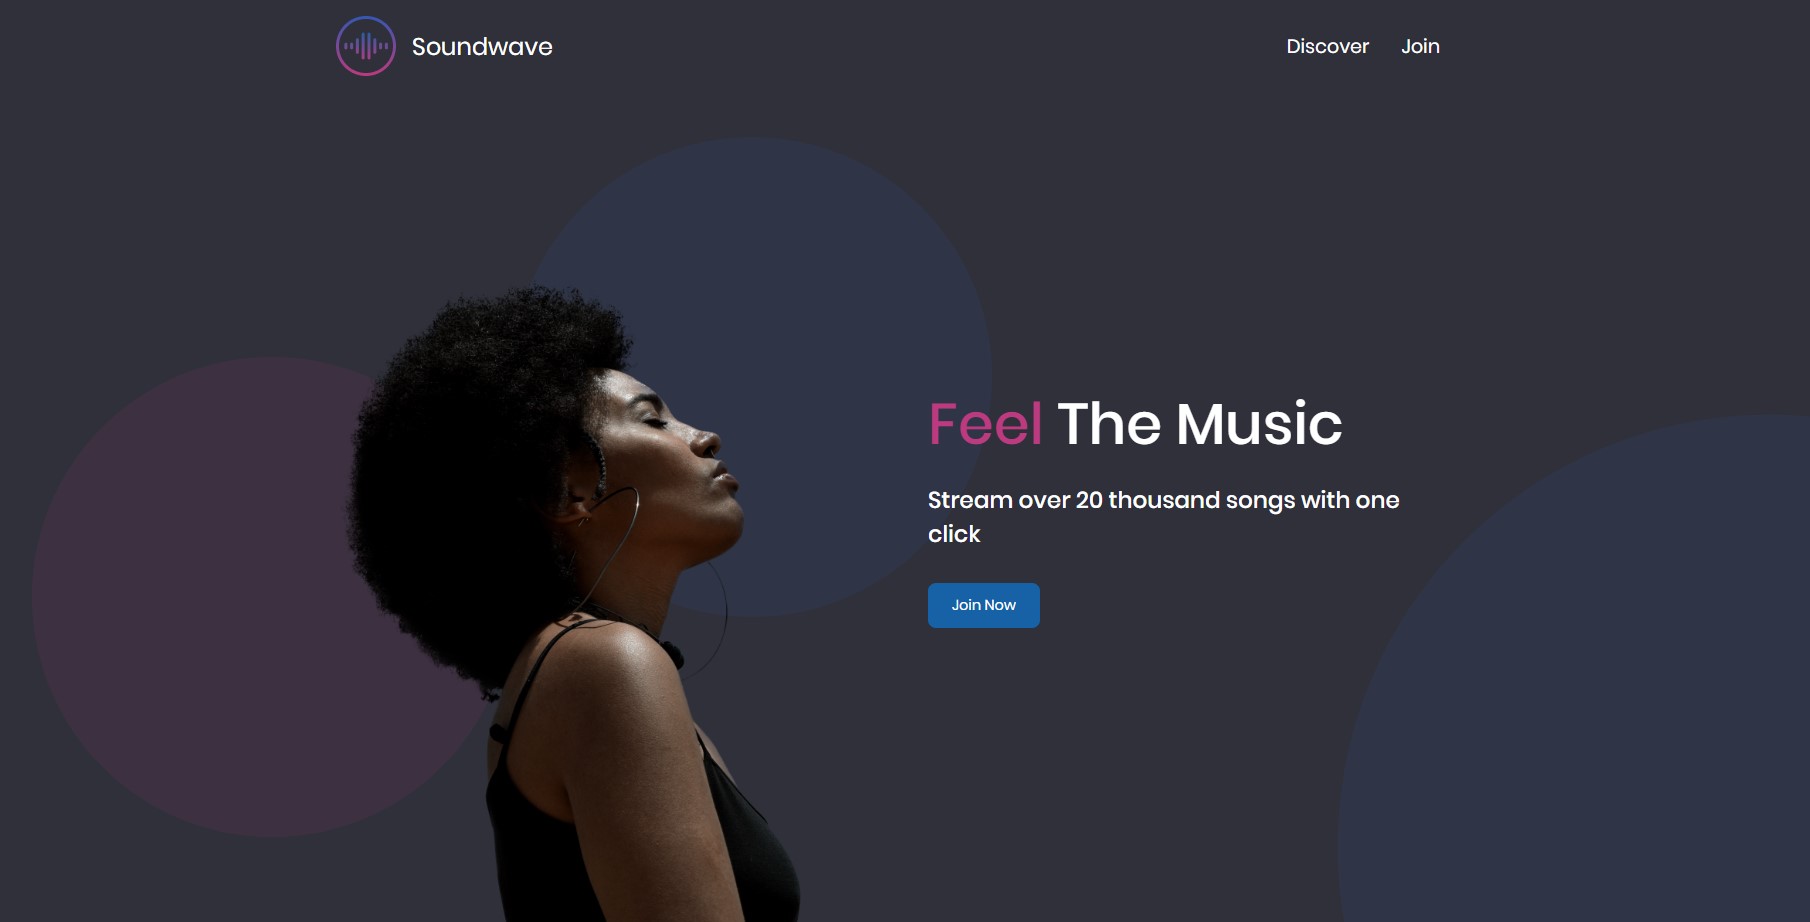 Soundwave
Discover
Join
Feel The Music
Stream over 20 thousand songs with one
click
Join Now